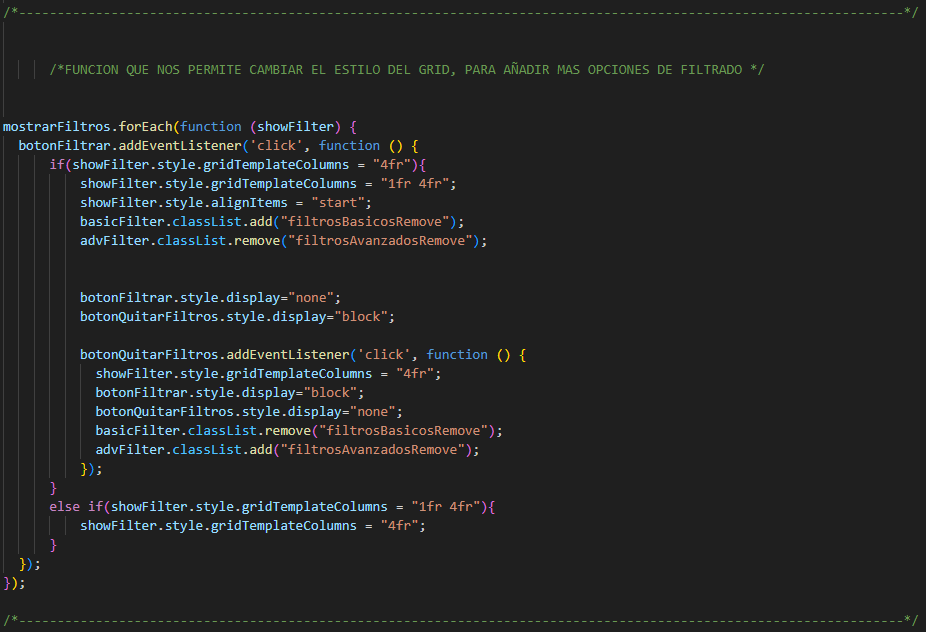 /*-------------------------------------------------------------------------------------------------------------------*/
/*FUNCION QUE NOS PERMITE CAMBIAR EL ESTILO DEL GRID, PARA AÑADIR MAS OPCIONES DE FILTRADO */
mostrarFiltros.forEach(function (showFilter) {
botonFiltrar.addEventListener('click', function () {
if(showFilter.style.gridTemplateColumns = "4fr"){
showFilter.style.gridTemplateColumns = "1fr 4fr";
showFilter.style.alignItems = "start";
basicFilter.classList.add("filtrosBasicosRemove");
advFilter.classList.remove("filtrosAvanzadosRemove");
botonFiltrar.style.display="none";
botonQuitarFiltros.style.display="block";
botonQuitarFiltros.addEventListener('click', function () {
showFilter.style.gridTemplateColumns = "4fr";
botonFiltrar.style.display="block";
botonQuitarFiltros.style.display="none";
basicFilter.classList.remove("filtrosBasicosRemove");
advFilter.classList.add("filtrosAvanzadosRemove");
});
}
else if(showFilter.style.gridTemplateColumns = "1fr 4fr"){
showFilter.style.gridTemplateColumns = "4fr";
}
});
});
/*-------------------------------------------------------------------------------------------------------------------*/